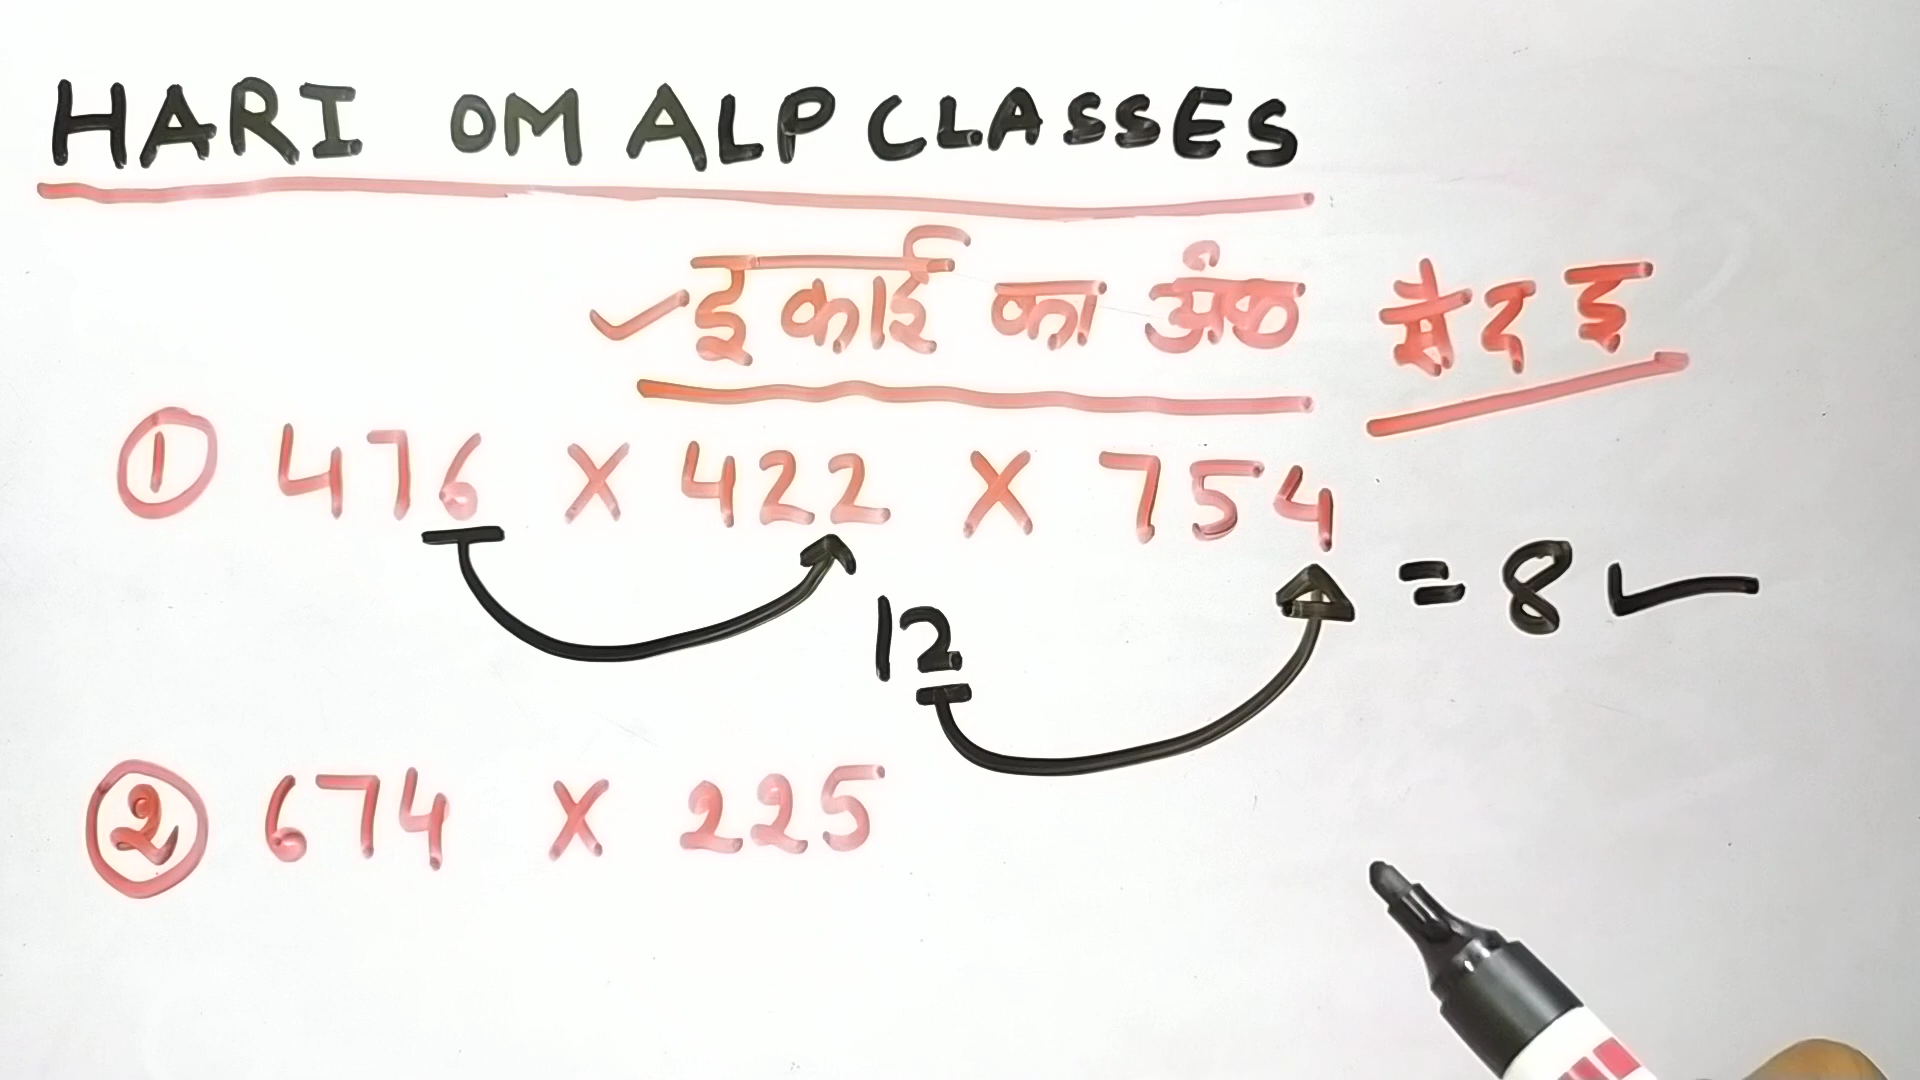 HARI OM ALP CLASSES
इकाई का अंक
① 476 X 422 X 754
= 8
12
② 674 X 225